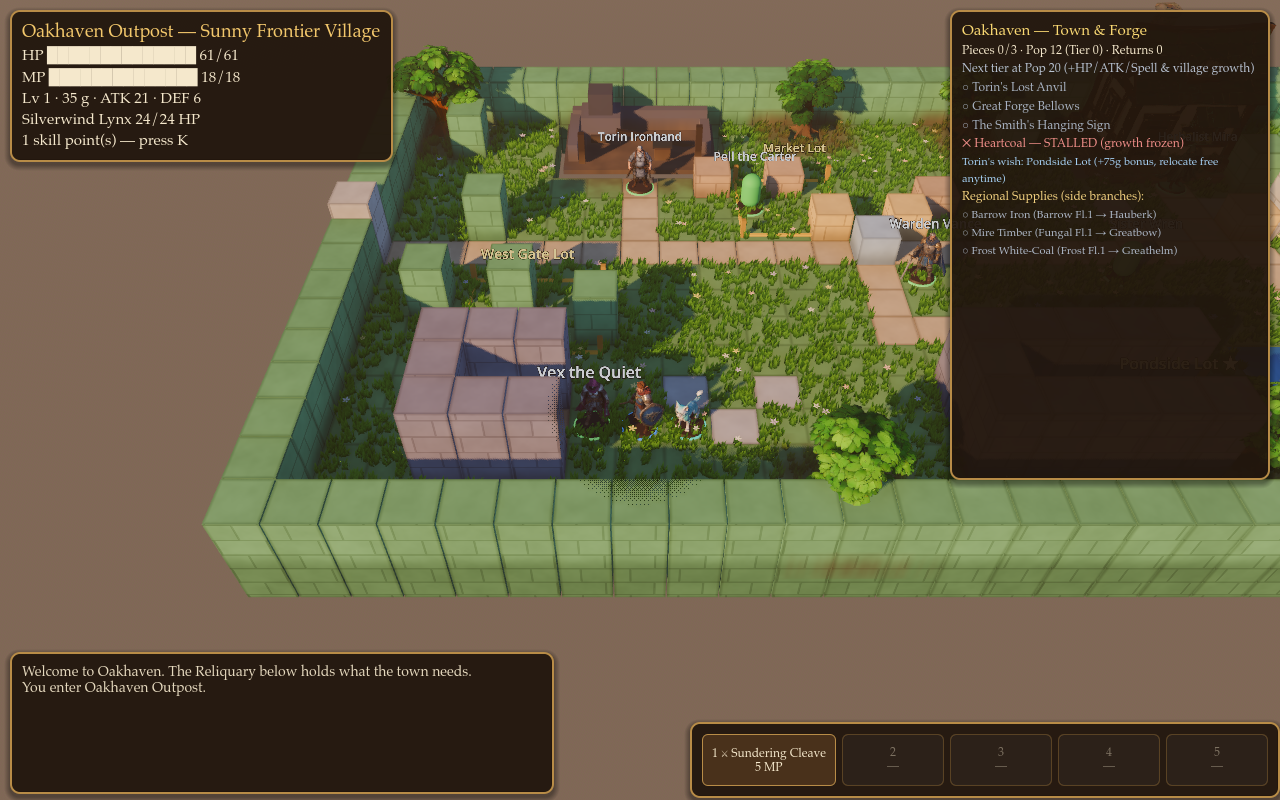 Oakhaven Outpost — Sunny Frontier Village
HP 61/61
MP 18/18
Lv 1 · 35 g · ATK 21 · DEF 6
Silverwind Lynx 24/24 HP
1 skill point(s) — press K
Oakhaven — Town & Forge
Pieces 0/3 · Pop 12 (Tier 0) · Returns 0
Next tier at Pop 20 (+HP/ATK/Spell & village growth)
○ Torin's Lost Anvil
○ Great Forge Bellows
○ The Smith's Hanging Sign
✕ Heartcoal — STALLED (growth frozen)
Torin's wish: Pondside Lot (+75g bonus, relocate free
anytime)
Regional Supplies (side branches):
○ Barrow Iron (Barrow Fl.1 → Hauberk)
○ Mire Timber (Fungal Fl.1 → Greatbow)
○ Frost White-Coal (Frost Fl.1 → Greathelm)
Torin Ironhand
Market Lot
Pell the Carter
Warden
West Gate Lot
Pondside Lot ★
Vex the Quiet
Welcome to Oakhaven. The Reliquary below holds what the town needs.
You enter Oakhaven Outpost.
1 ⚔ Sundering Cleave
5 MP
2
—
3
—
4
—
5
—